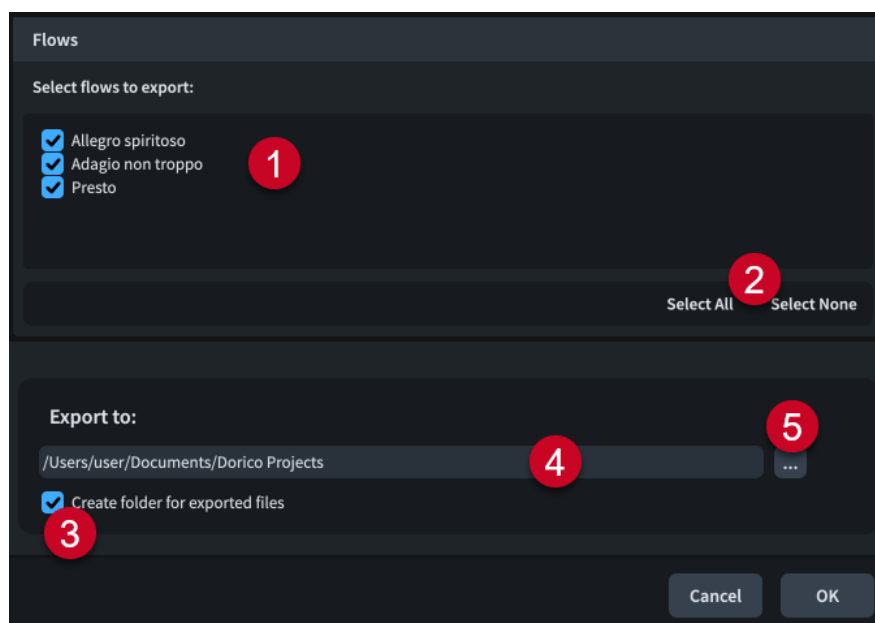 Flows
Select flows to export:
Allegro spiritoso
Adagio non troppo
Presto
1
2
Select All Select None
Export to:
5
/Users/user/Documents/Dorico Projects 4 ...
Create folder for exported files
3
Cancel OK